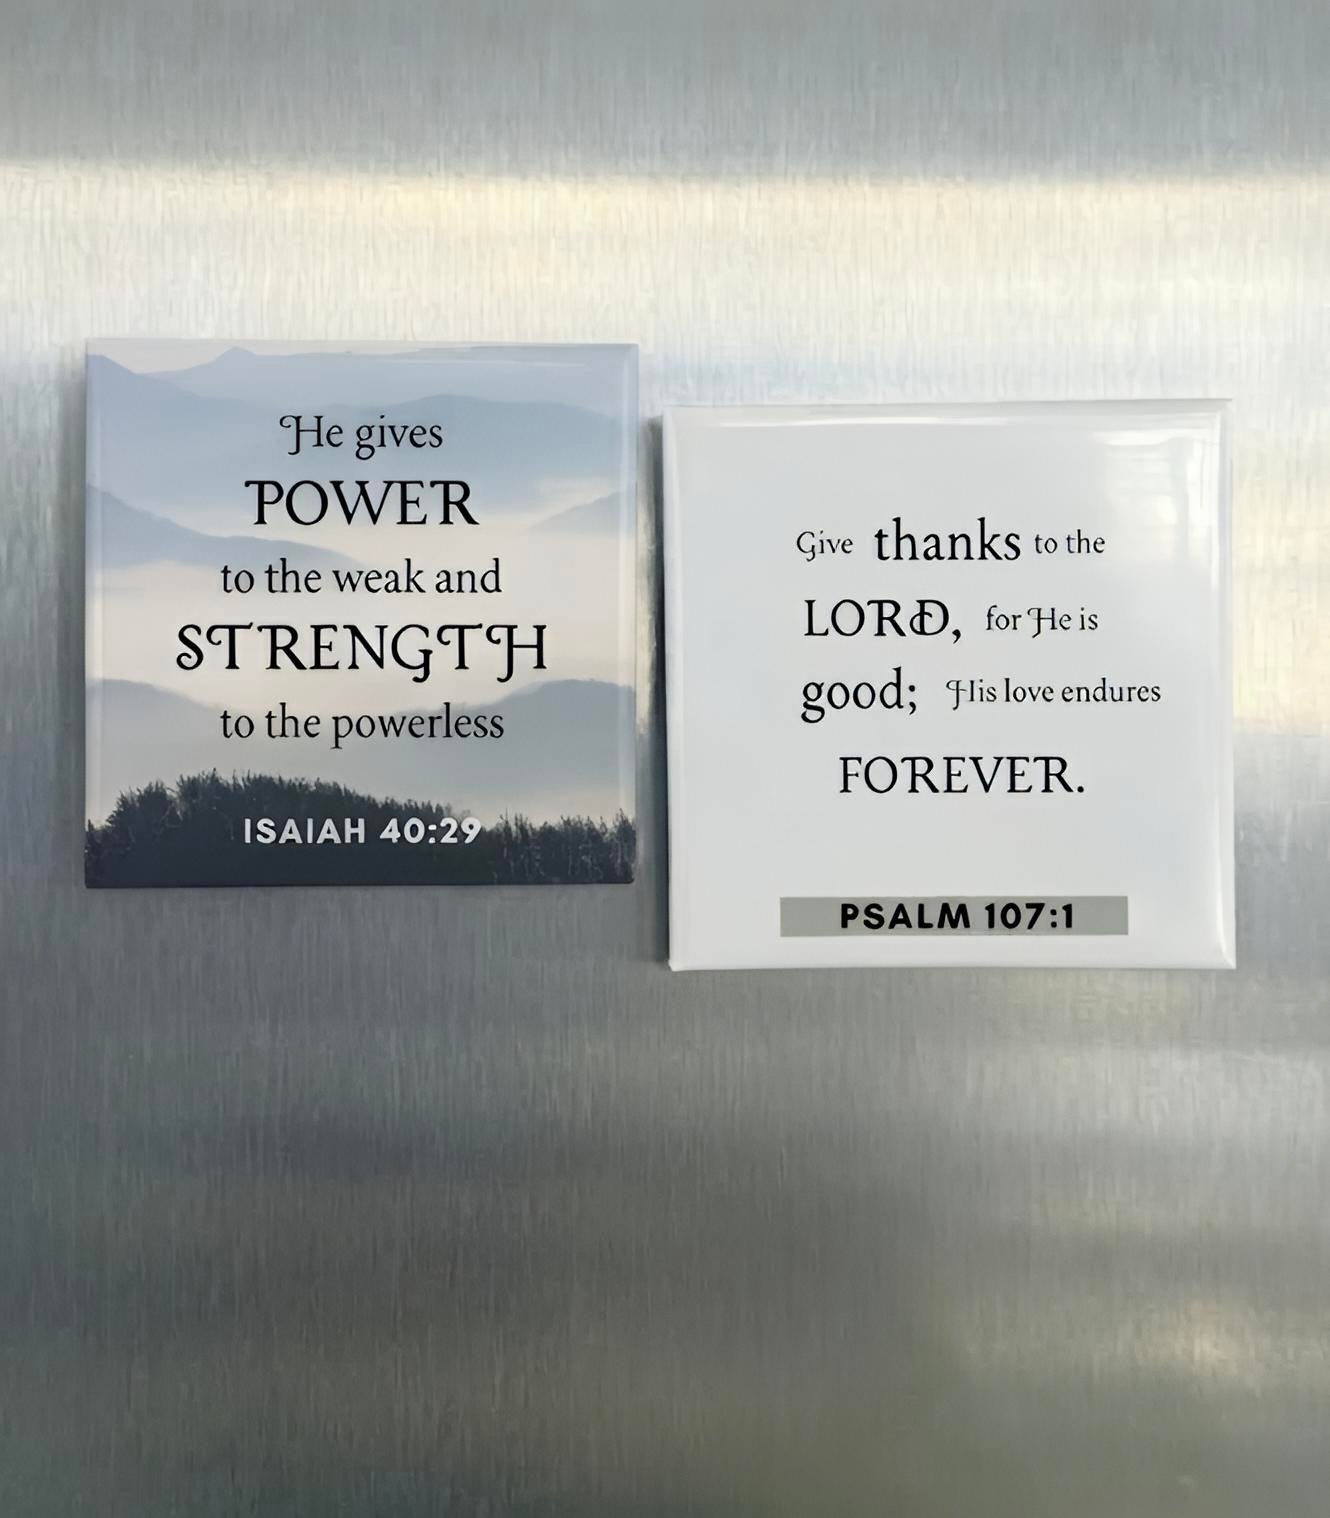 He gives
POWER
to the weak and
STRENGTH
to the powerless
ISAIAH 40:29
Give thanks to the
LORD, for He is
good; His love endures
FOREVER.
PSALM 107:1